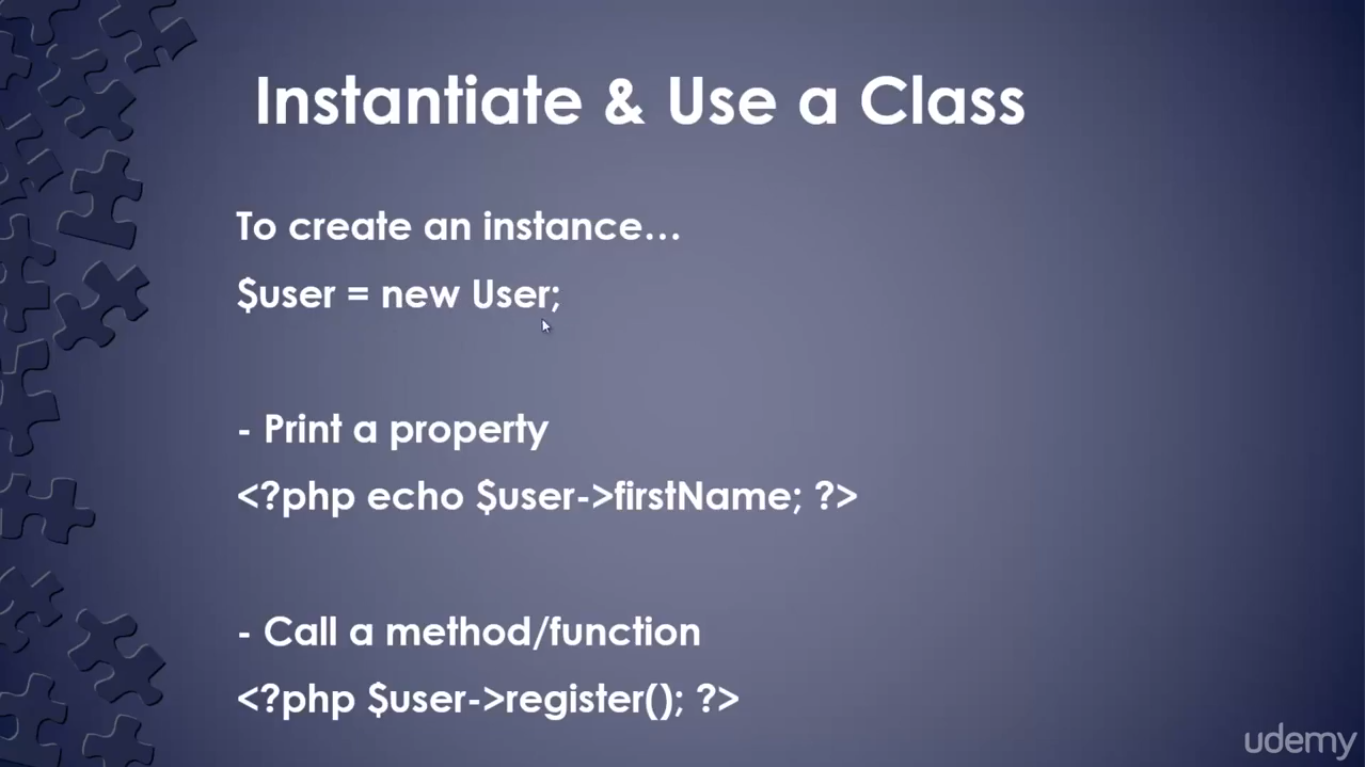 Instantiate & Use a Class
To create an instance...
$user = new User;
- Print a property
<?php echo $user->firstName; ?>
- Call a method/function
<?php $user->register(); ?>
udemy